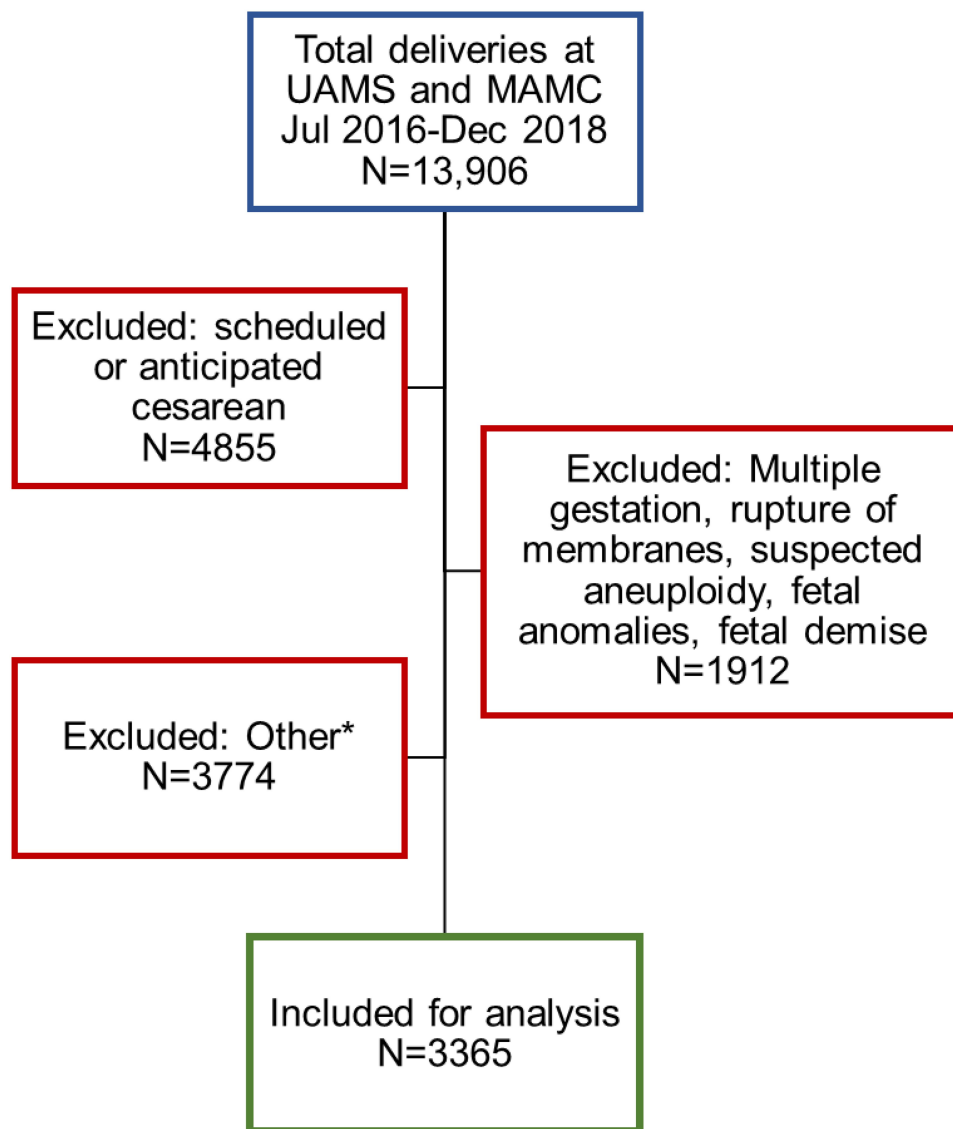 Total deliveries at
UAMS and MAMC
Jul 2016-Dec 2018
N=13,906
Excluded: scheduled
or anticipated
cesarean
N=4855
Excluded: Multiple
gestation, rupture of
membranes, suspected
aneuploidy, fetal
anomalies, fetal demise
N=1912
Excluded: Other*
N=3774
Included for analysis
N=3365